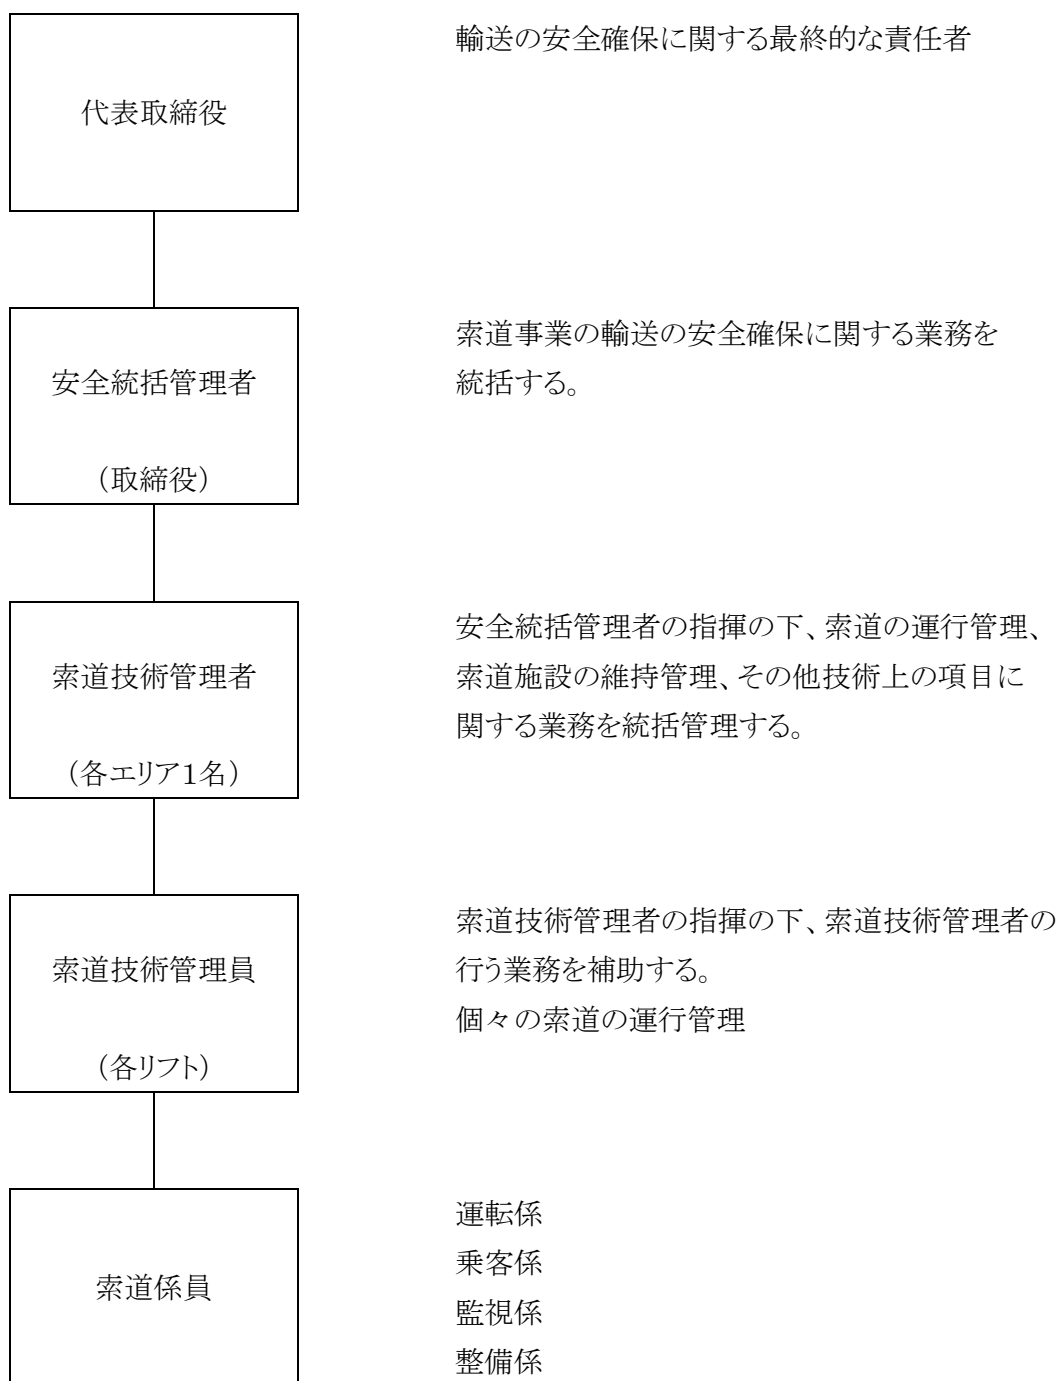 代表取締役
輸送の安全確保に関する最終的な責任者
安全統括管理者
（取締役）
索道事業の輸送の安全確保に関する業務を
統括する。
索道技術管理者
（各エリア１名）
安全統括管理者の指揮の下、索道の運行管理、
索道施設の維持管理、その他技術上の項目に
関する業務を統括管理する。
索道技術管理員
（各リフト）
索道技術管理者の指揮の下、索道技術管理者の
行う業務を補助する。
個々の索道の運行管理
索道係員
運転係
乗客係
監視係
整備係